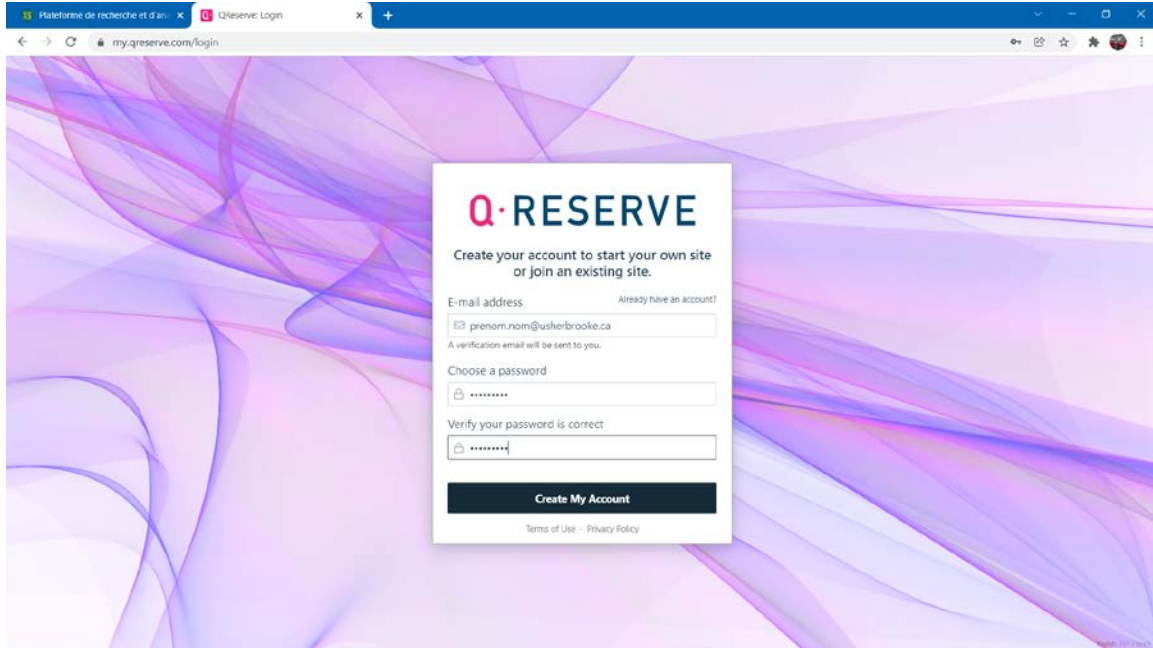 Plateforme de recherche et d'an
QReserve: Login
my.qreserve.com/login
Q·RESERVE
Create your account to start your own site
or join an existing site.
E-mail address
Already have an account?
prenom.nom@usherbrooke.ca
A verification email will be sent to you.
Choose a password
•••••••••
Verify your password is correct
•••••••••
Create My Account
Terms of Use - Privacy Policy